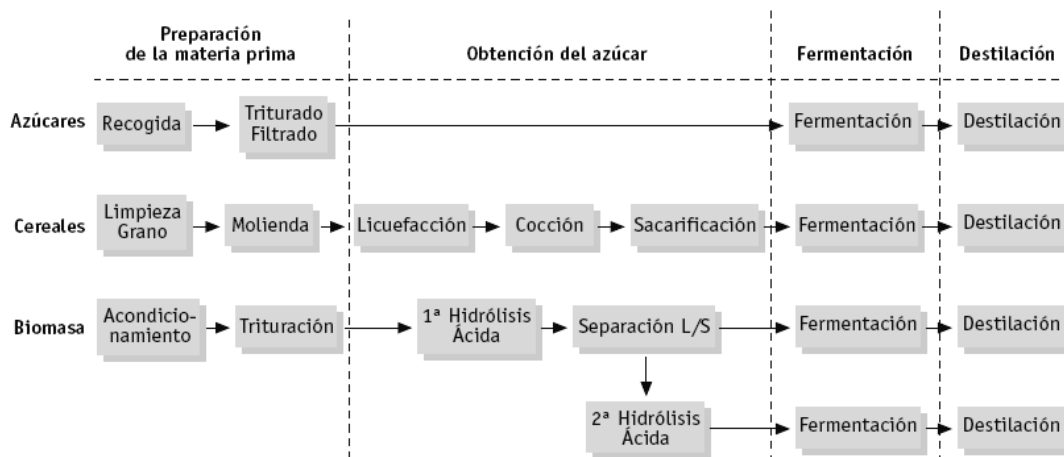 Preparación
de la materia prima
Obtención del azúcar
Fermentación
Destilación
Azúcares
Recogida
Triturado
Filtrado
Fermentación
Destilación
Cereales
Limpieza
Grano
Molienda
Licuefacción
Cocción
Sacarificación
Fermentación
Destilación
Biomasa
Acondicio-
namiento
Trituración
1ª Hidrólisis
Ácida
Separación L/S
Fermentación
Destilación
2ª Hidrólisis
Ácida
Fermentación
Destilación